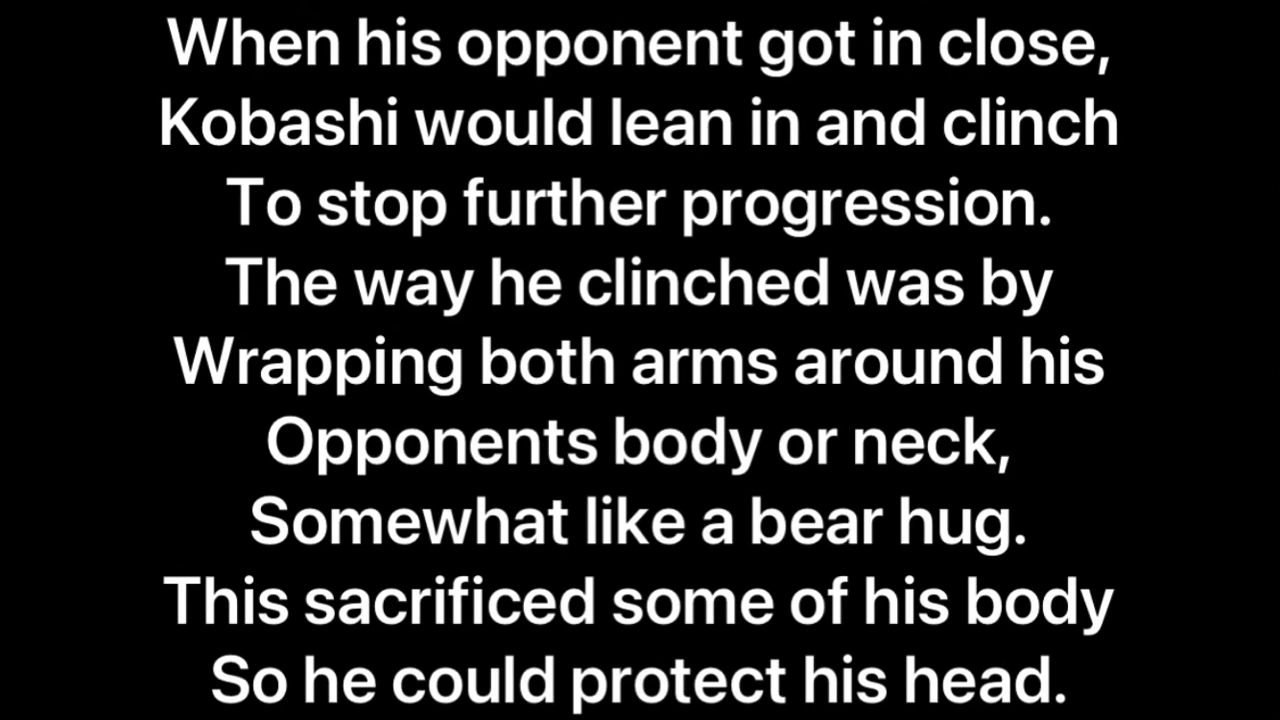 When his opponent got in close,
Kobashi would lean in and clinch
To stop further progression.
The way he clinched was by
Wrapping both arms around his
Opponents body or neck,
Somewhat like a bear hug.
This sacrificed some of his body
So he could protect his head.